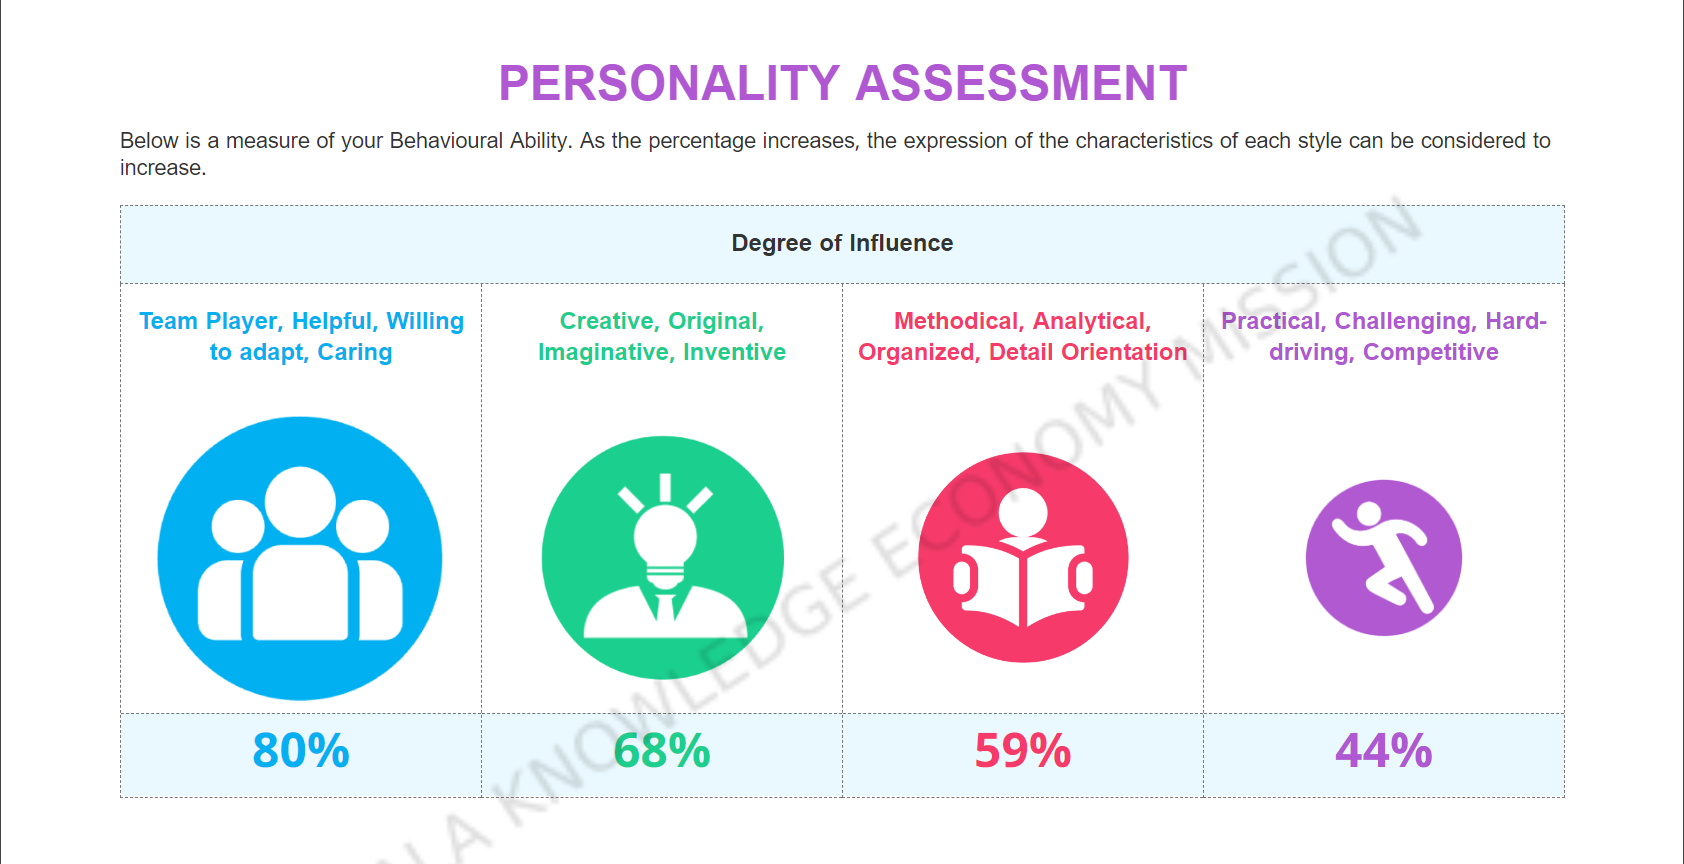 PERSONALITY ASSESSMENT
Below is a measure of your Behavioural Ability. As the percentage increases, the expression of the characteristics of each style can be considered to
increase.
Degree of Influence
Team Player, Helpful, Willing
to adapt, Caring
Creative, Original,
Imaginative, Inventive
Methodical, Analytical,
Organized, Detail Orientation
Practical, Challenging, Hard-
driving, Competitive
80%
68%
59%
44%
LA KNOWLEDGE ECONOMY MISSION